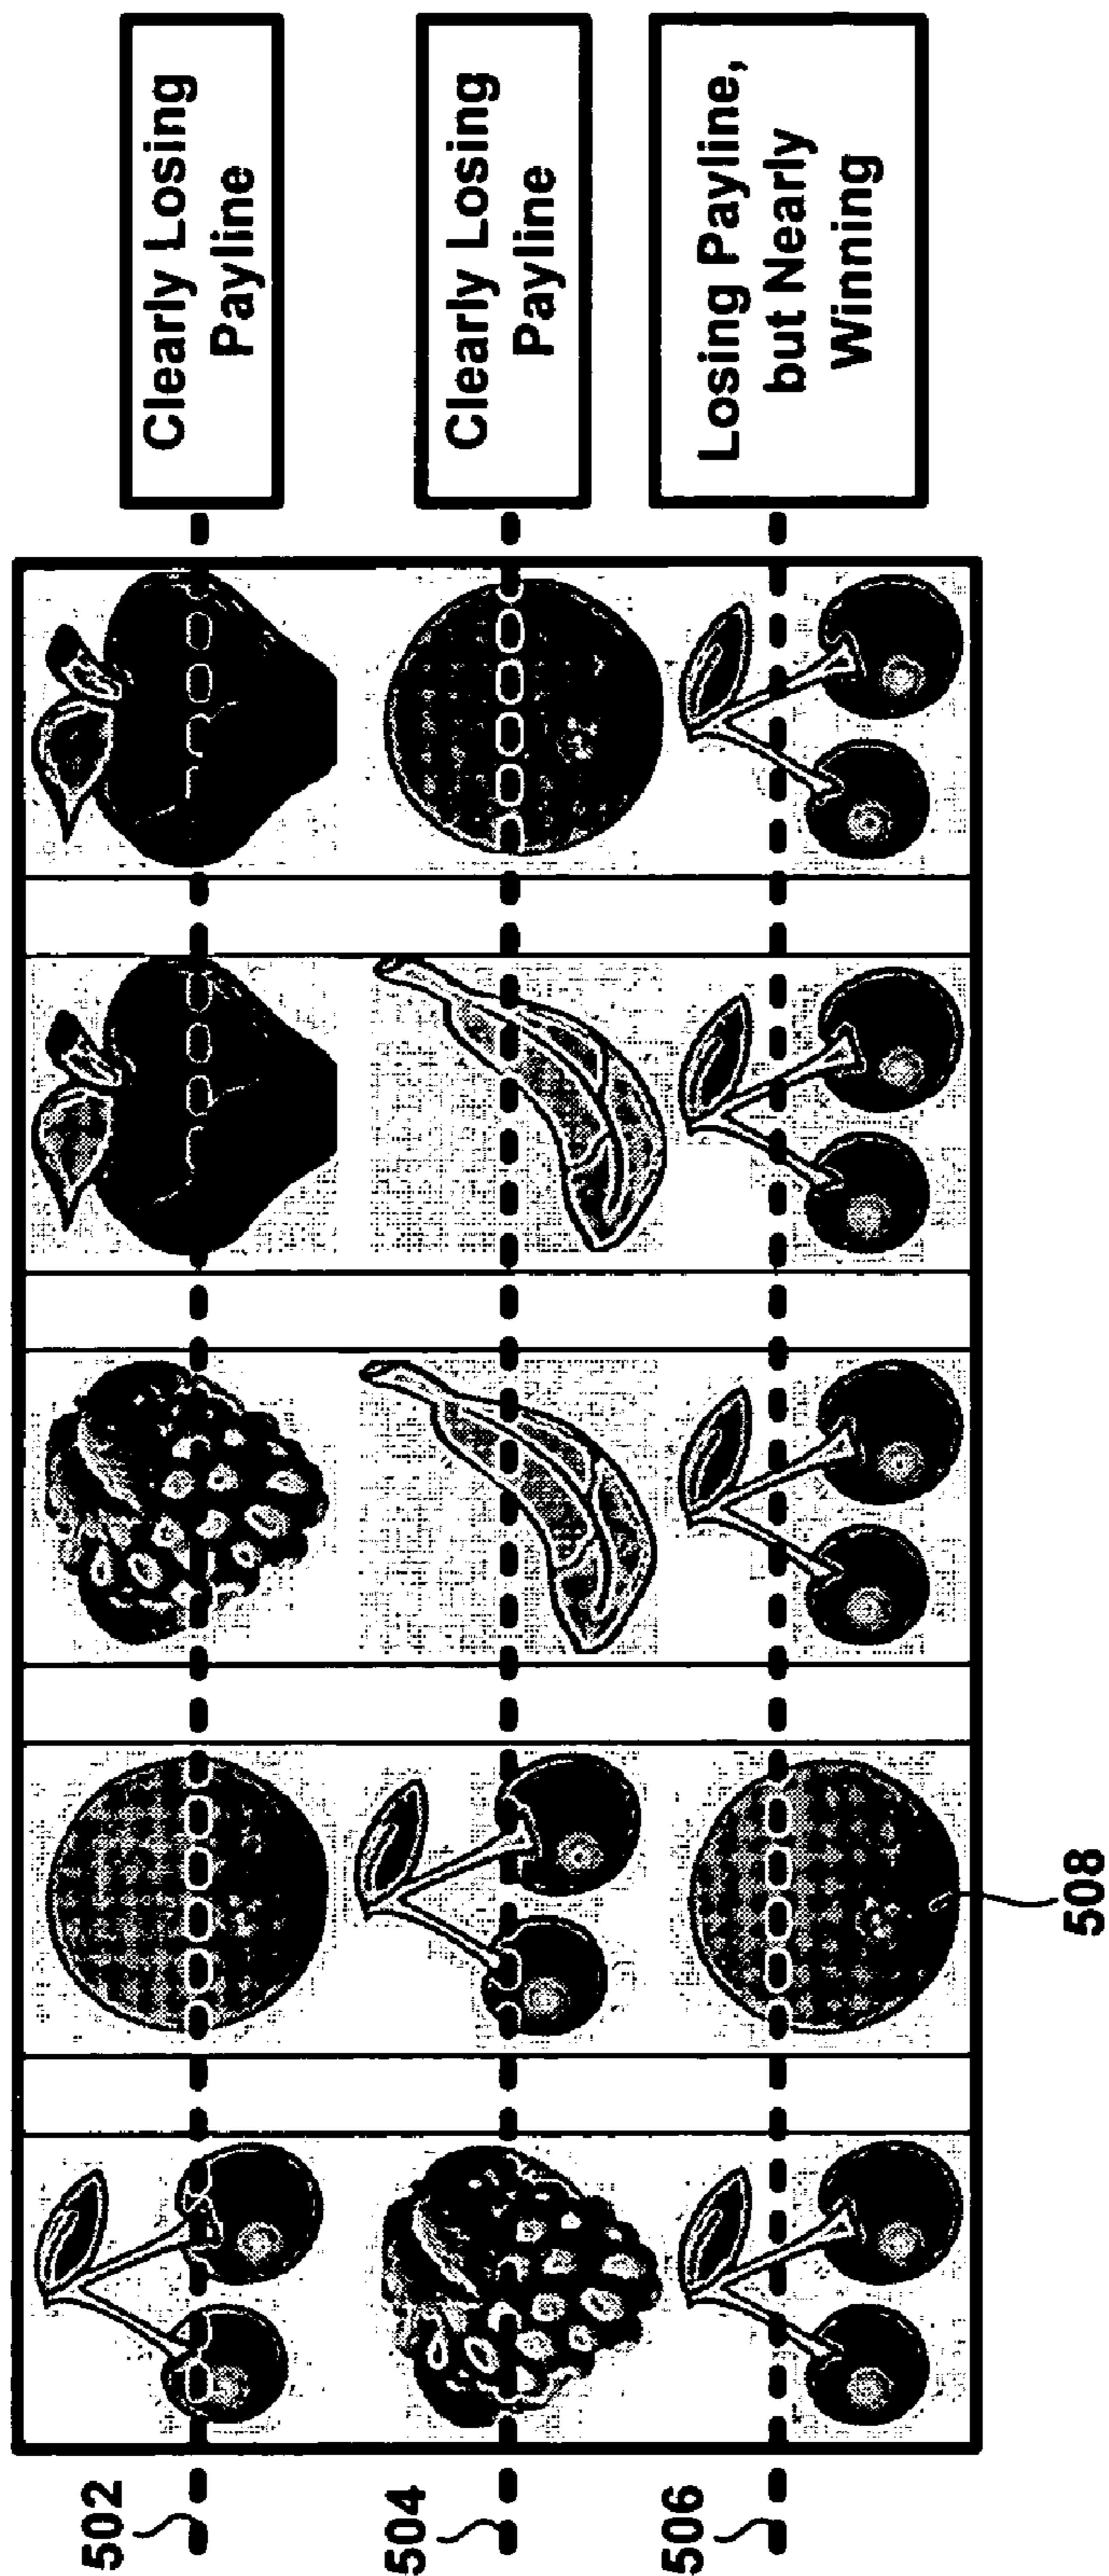 502
Clearly Losing
Payline
504
Clearly Losing
Payline
506
Losing Payline,
but Nearly
Winning
508